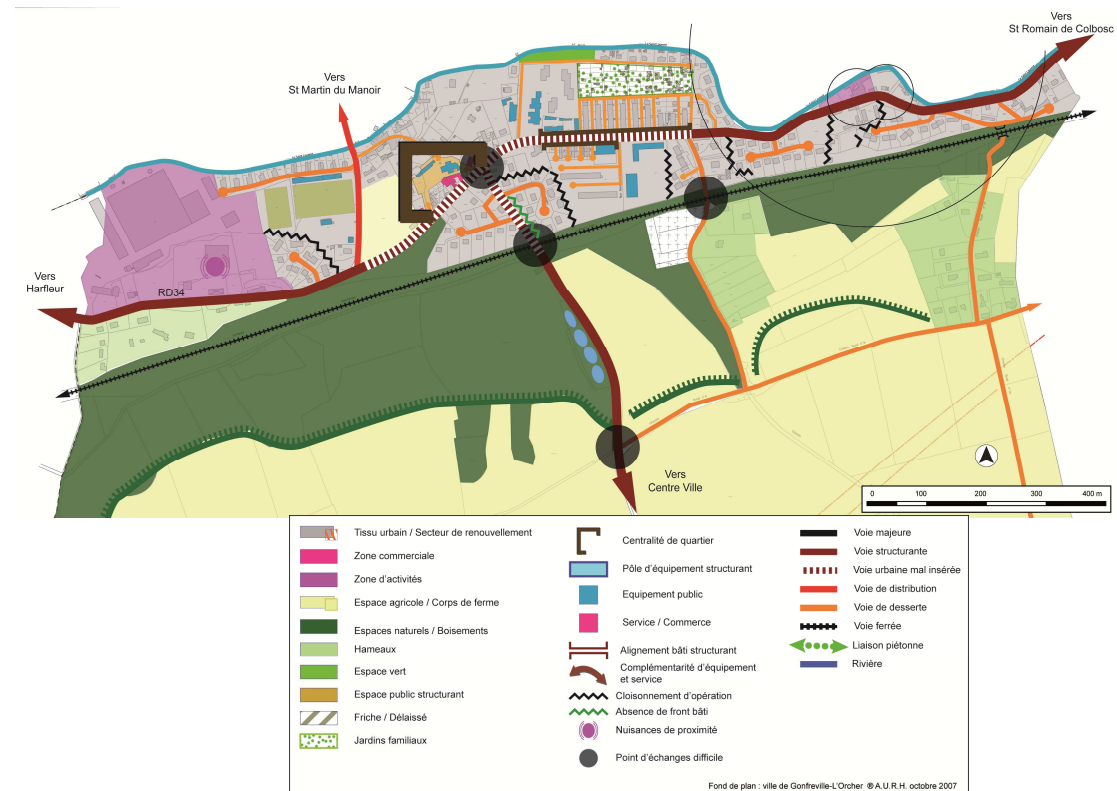 Vers
St Romain de Colbosc
Vers
St Martin du Manoir
Vers
Harfleur
RD34
Vers
Centre Ville
0 100 200 300 400 m
Tissu urbain / Secteur de renouvellement
Zone commerciale
Zone d'activités
Espace agricole / Corps de ferme
Espaces naturels / Boisements
Hameaux
Espace vert
Espace public structurant
Friche / Délaissé
Jardins familiaux
Centralité de quartier
Pôle d'équipement structurant
Equipement public
Service / Commerce
Alignement bâti structurant
Complémentarité d'équipement
et service
Cloisonnement d'opération
Absence de front bâti
Nuisances de proximité
Point d'échanges difficile
Voie majeure
Voie structurante
Voie urbaine mal insérée
Voie de distribution
Voie de desserte
Voie ferrée
Liaison piétonne
Rivière
Fond de plan : ville de Gonfreville-L'Orcher ® A.U.R.H. octobre 2007